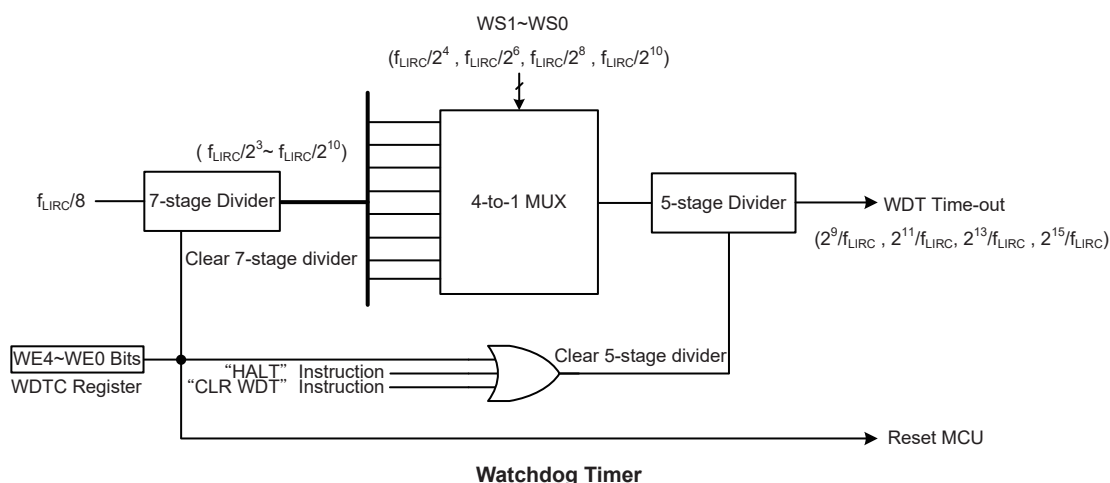 WS1~WS0
(fLIRC/2^4 , fLIRC/2^6, fLIRC/2^8 , fLIRC/2^10)
( fLIRC/2^3~ fLIRC/2^10)
fLIRC/8
7-stage Divider
4-to-1 MUX
5-stage Divider
WDT Time-out
(2^9/fLIRC , 2^11/fLIRC, 2^13/fLIRC , 2^15/fLIRC)
Clear 7-stage divider
WE4~WE0 Bits
WDTC Register
Clear 5-stage divider
“HALT” Instruction
“CLR WDT” Instruction
Reset MCU
Watchdog Timer